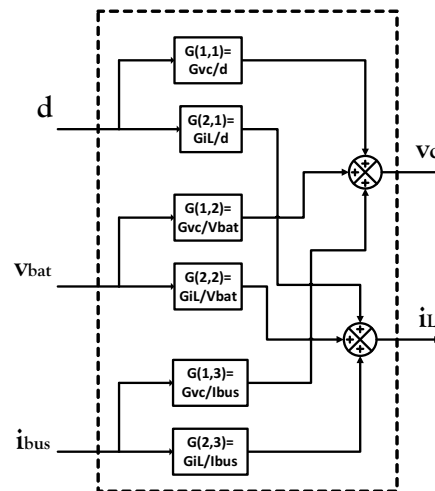 d
G(1,1)=
Gvc/d
G(2,1)=
GiL/d
G(1,2)=
Gvc/Vbat
vbat
G(2,2)=
GiL/Vbat
iL
G(1,3)=
Gvc/Ibus
ibus
G(2,3)=
GiL/Ibus
+
+
+
+
+
+